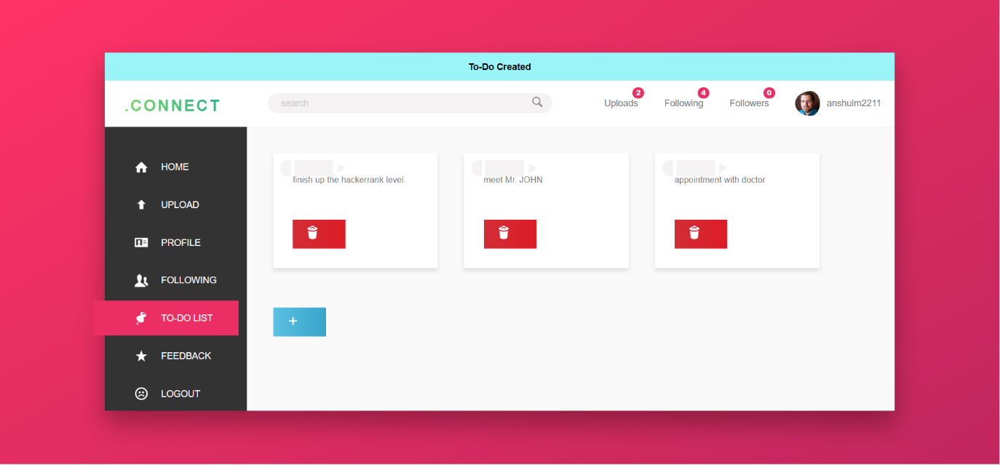 To-Do Created
.CONNECT
search
Uploads 2
Following 4
Followers 0
anshulm2211
HOME
UPLOAD
PROFILE
FOLLOWING
TO-DO LIST
FEEDBACK
LOGOUT
finish up the hackerrank level.
meet Mr. JOHN
appointment with doctor
+